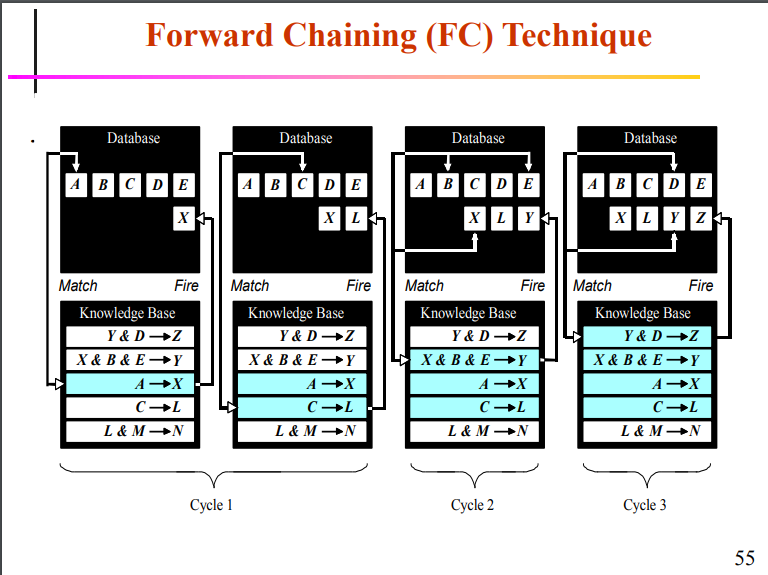 Forward Chaining (FC) Technique
Database
A B C D E
X
Match Fire
Knowledge Base
Y & D → Z
X & B & E → Y
A → X
C → L
L & M → N
Database
A B C D E
X L
Match Fire
Knowledge Base
Y & D → Z
X & B & E → Y
A → X
C → L
L & M → N
Cycle 1
Database
A B C D E
X L Y
Match Fire
Knowledge Base
Y & D → Z
X & B & E → Y
A → X
C → L
L & M → N
Cycle 2
Database
A B C D E
X L Y Z
Match Fire
Knowledge Base
Y & D → Z
X & B & E → Y
A → X
C → L
L & M → N
Cycle 3
55